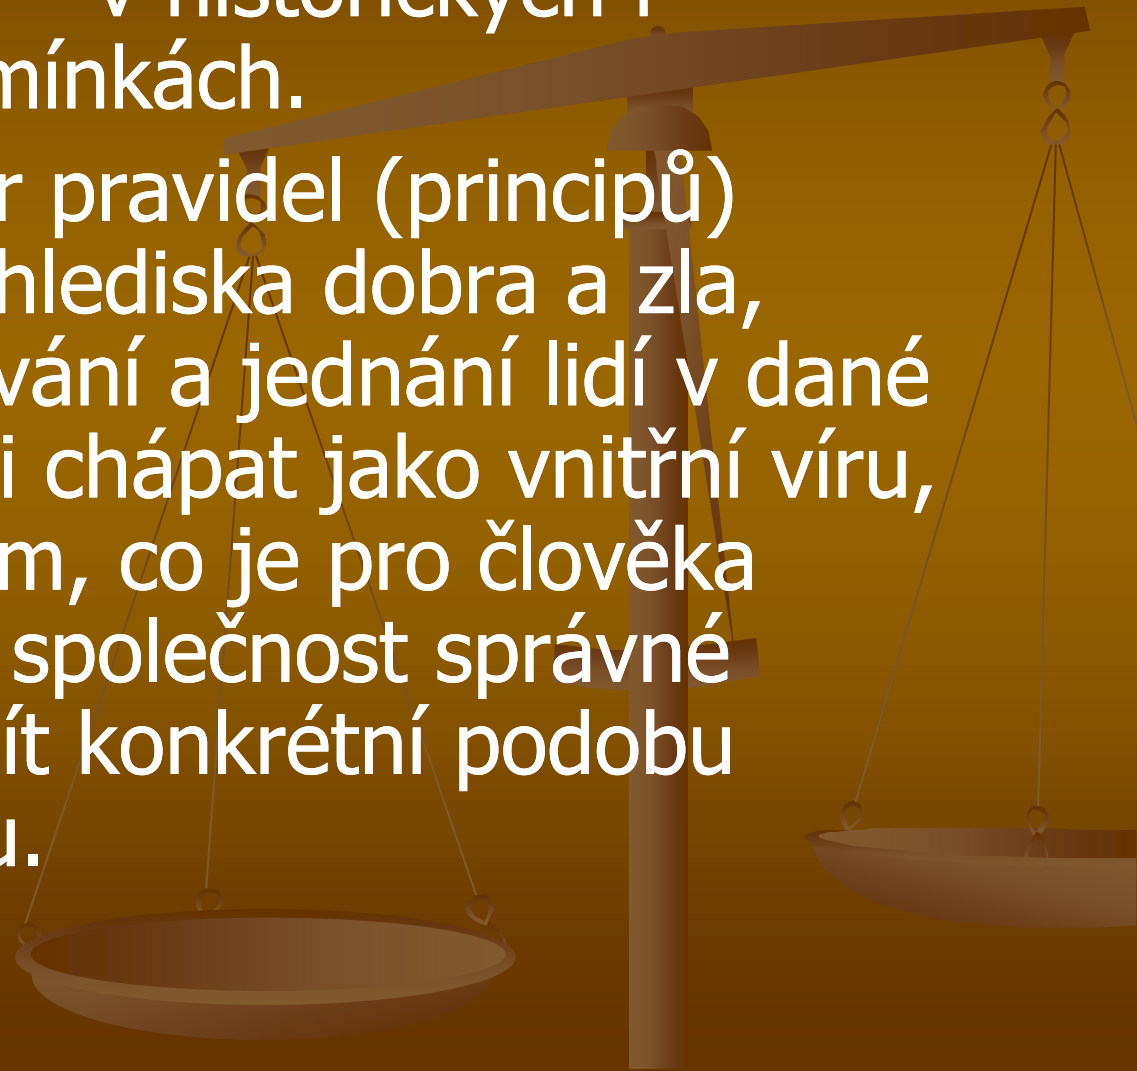 v historických i
mínkách.
r pravidel (principů)
hlediska dobra a zla,
vání a jednání lidí v dané
i chápat jako vnitřní víru,
m, co je pro člověka
společnost správné
ít konkrétní podobu
u.